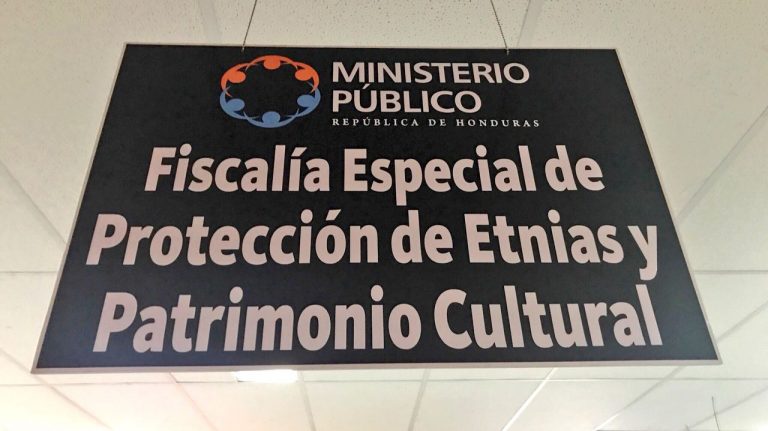 MINISTERIO
PÚBLICO
REPÚBLICA DE HONDURAS
Fiscalía Especial de
Protección de Etnias y
Patrimonio Cultural